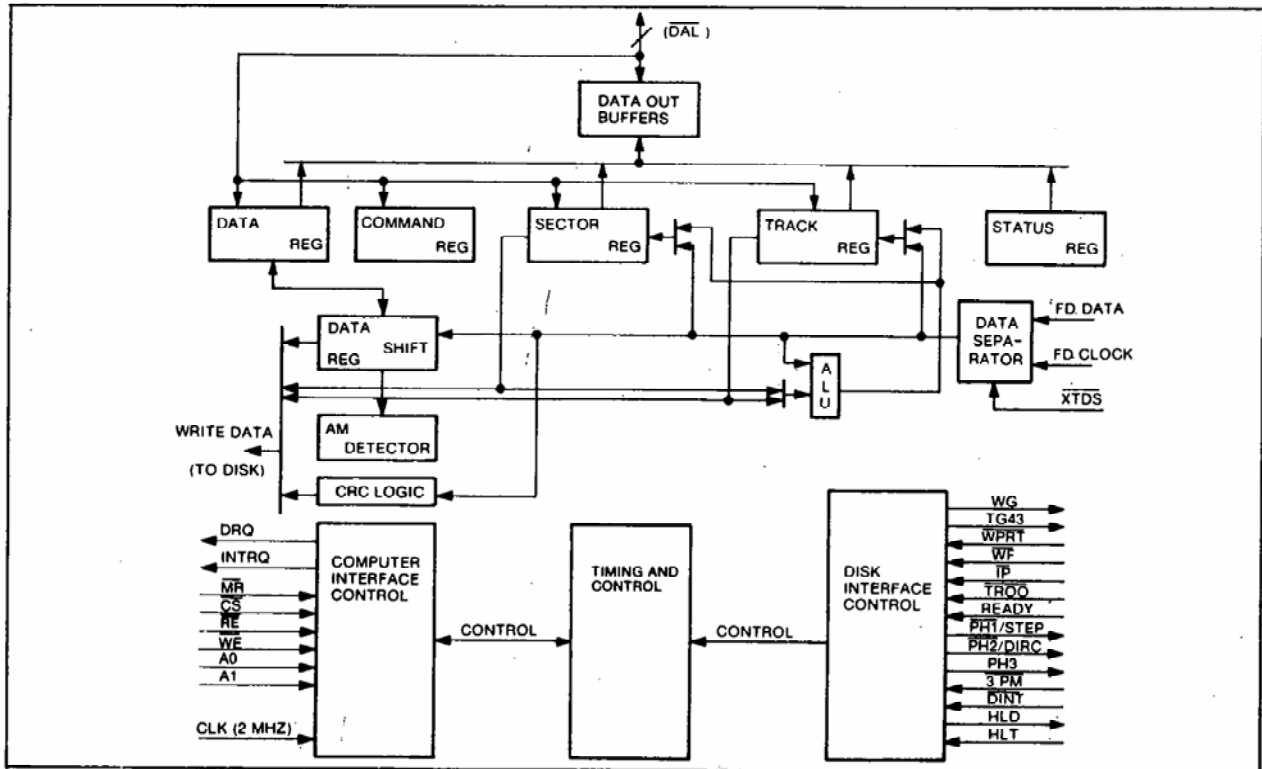 (DAL)
DATA OUT
BUFFERS
DATA
REG
COMMAND
REG
SECTOR
REG
TRACK
REG
STATUS
REG
DATA
SHIFT
REG
DATA
SEPA-
RATOR
FD. DATA
FD. CLOCK
XTDS
A
L
U
AM
DETECTOR
WRITE DATA
(TO DISK)
CRC LOGIC
DRQ
INTRQ
MR
CS
RE
WE
A0
A1
CLK (2 MHZ)
COMPUTER
INTERFACE
CONTROL
CONTROL
TIMING AND
CONTROL
CONTROL
DISK
INTERFACE
CONTROL
WG
TG43
WPRT
WF
IP
TROO
READY
PH1/STEP
PH2/DIRC
PH3
3 PM
DINT
HLD
HLT